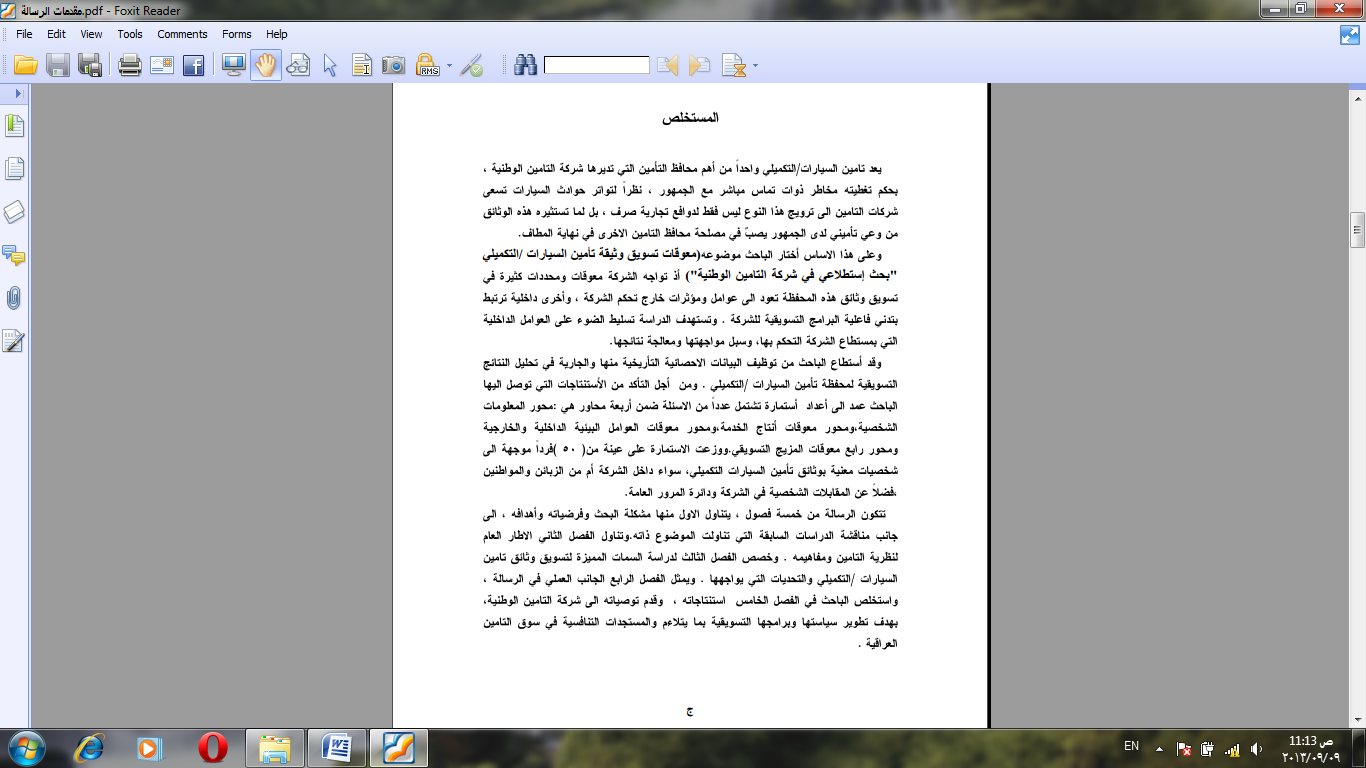 مقدمات الرسالة.pdf - Foxit Reader
File Edit View Tools Comments Forms Help
RMS
المستخلص
يعد تامين السيارات/التكميلي واحداً من أهم محافظ التأمين التي تديرها شركة التامين الوطنية ،
بحكم تغطيته مخاطر ذوات تماس مباشر مع الجمهور ، نظراً لتواتر حوادث السيارات تسعى
شركات التامين الى ترويج هذا النوع ليس فقط لدوافع تجارية صرف ، بل لما تستثيره هذه الوثائق
من وعي تأميني لدى الجمهور يصبّ في مصلحة محافظ التامين الاخرى في نهاية المطاف.
وعلى هذا الاساس أختار الباحث موضوعه(معوقات تسويق وثيقة تأمين السيارات /التكميلي
"بحث إستطلاعي في شركة التامين الوطنية") أذ تواجه الشركة معوقات ومحددات كثيرة في
تسويق وثائق هذه المحفظة تعود الى عوامل ومؤثرات خارج تحكم الشركة ، وأخرى داخلية ترتبط
بتدني فاعلية البرامج التسويقية للشركة . وتستهدف الدراسة تسليط الضوء على العوامل الداخلية
التي بمستطاع الشركة التحكم بها، وسبل مواجهتها ومعالجة نتائجها.
وقد أستطاع الباحث من توظيف البيانات الاحصائية التأريخية منها والجارية في تحليل النتائج
التسويقية لمحفظة تأمين السيارات /التكميلي . ومن أجل التأكد من الأستنتاجات التي توصل اليها
الباحث عمد الى أعداد أستمارة تشتمل عدداً من الاسئلة ضمن أربعة محاور هي :محور المعلومات
الشخصية،ومحور معوقات أنتاج الخدمة،ومحور معوقات العوامل البيئية الداخلية والخارجية
ومحور رابع معوقات المزيج التسويقي.ووزعت الاستمارة على عينة من( ٥٠ )فرداً موجهة الى
شخصيات معنية بوثائق تأمين السيارات التكميلي، سواء داخل الشركة أم من الزبائن والمواطنين
،فضلاً عن المقابلات الشخصية في الشركة ودائرة المرور العامة.
تتكون الرسالة من خمسة فصول ، يتناول الاول منها مشكلة البحث وفرضياته وأهدافه ، الى
جانب مناقشة الدراسات السابقة التي تناولت الموضوع ذاته.وتناول الفصل الثاني الاطار العام
لنظرية التامين ومفاهيمه . وخصص الفصل الثالث لدراسة السمات المميزة لتسويق وثائق تامين
السيارات /التكميلي والتحديات التي يواجهها . ويمثل الفصل الرابع الجانب العملي في الرسالة ،
واستخلص الباحث في الفصل الخامس استنتاجاته ، وقدم توصياته الى شركة التامين الوطنية،
بهدف تطوير سياستها وبرامجها التسويقية بما يتلاءم والمستجدات التنافسية في سوق التامين
العراقية .
ج
EN
11:13 ص
٢٠١٣/٠٩/٠٩